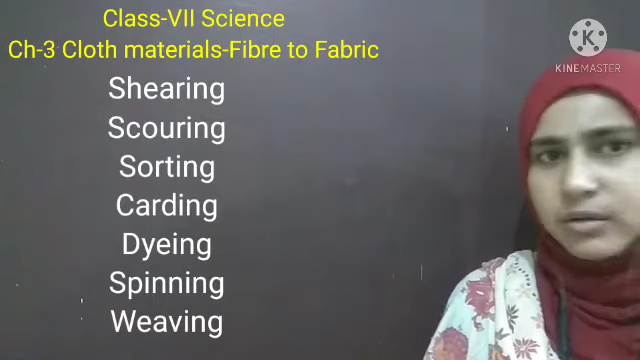 Class-VII Science
Ch-3 Cloth materials-Fibre to Fabric
Shearing
Scouring
Sorting
Carding
Dyeing
Spinning
Weaving
K
KINEMASTER